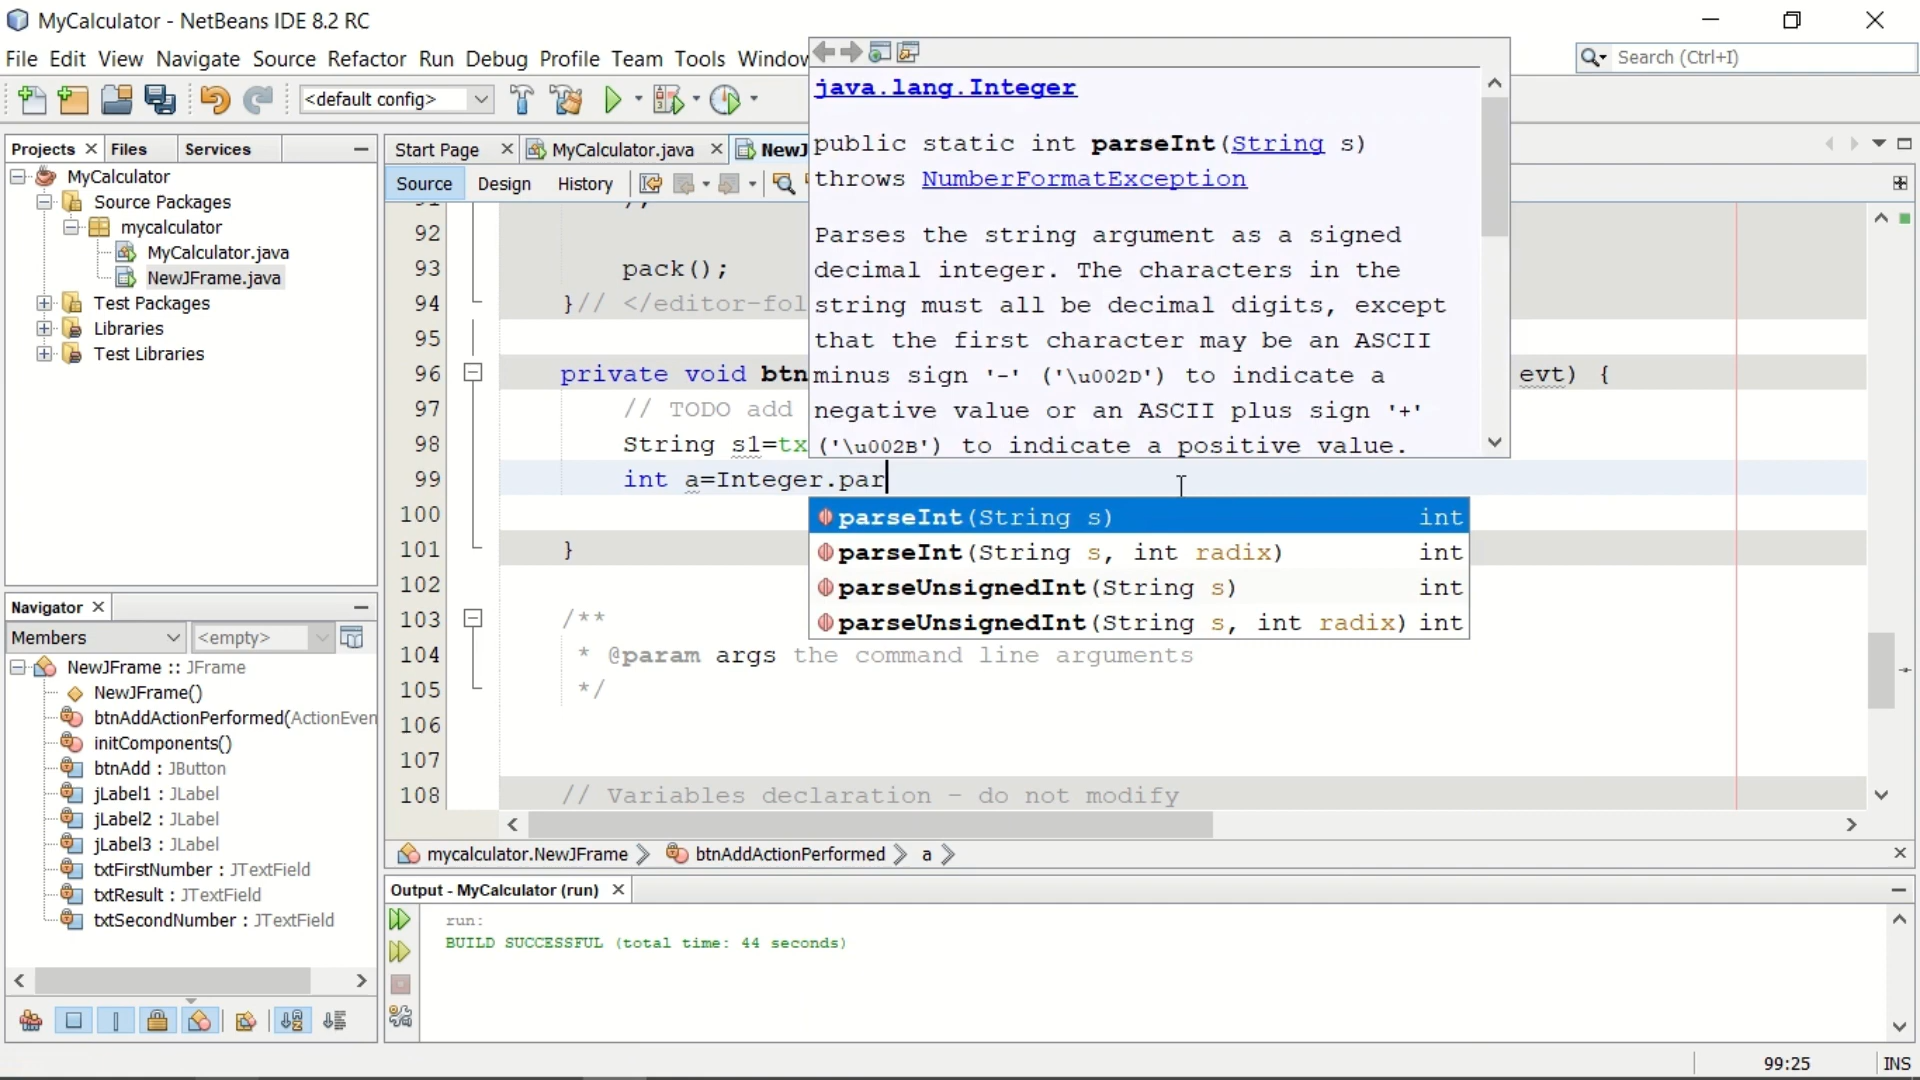 MyCalculator - NetBeans IDE 8.2 RC
File Edit View Navigate Source Refactor Run Debug Profile Team Tools Window
Search (Ctrl+I)
<default config>
Projects Files Services
MyCalculator
Source Packages
mycalculator
MyCalculator.java
NewJFrame.java
Test Packages
Libraries
Test Libraries
Start Page MyCalculator.java NewJ
Source Design History
java.lang.Integer
public static int parseInt(String s)
throws NumberFormatException
Parses the string argument as a signed
decimal integer. The characters in the
string must all be decimal digits, except
that the first character may be an ASCII
minus sign '-' ('\u002D') to indicate a
negative value or an ASCII plus sign '+'
('\u002B') to indicate a positive value.
92
93 pack();
94 }// </editor-fol
95
96 private void btn evt) {
97 // TODO add
98 String s1=tx
99 int a=Integer.par
100
101 }
102
103 /**
104 * @param args the command line arguments
105 */
106
107
108 // Variables declaration - do not modify
parseInt(String s) int
parseInt(String s, int radix) int
parseUnsignedInt(String s) int
parseUnsignedInt(String s, int radix) int
mycalculator.NewJFrame btnAddActionPerformed a
Navigator
Members <empty>
NewJFrame :: JFrame
NewJFrame()
btnAddActionPerformed(ActionEven
initComponents()
btnAdd : JButton
jLabel1 : JLabel
jLabel2 : JLabel
jLabel3 : JLabel
txtFirstNumber : JTextField
txtResult : JTextField
txtSecondNumber : JTextField
Output - MyCalculator (run)
run:
BUILD SUCCESSFUL (total time: 44 seconds)
99:25 INS